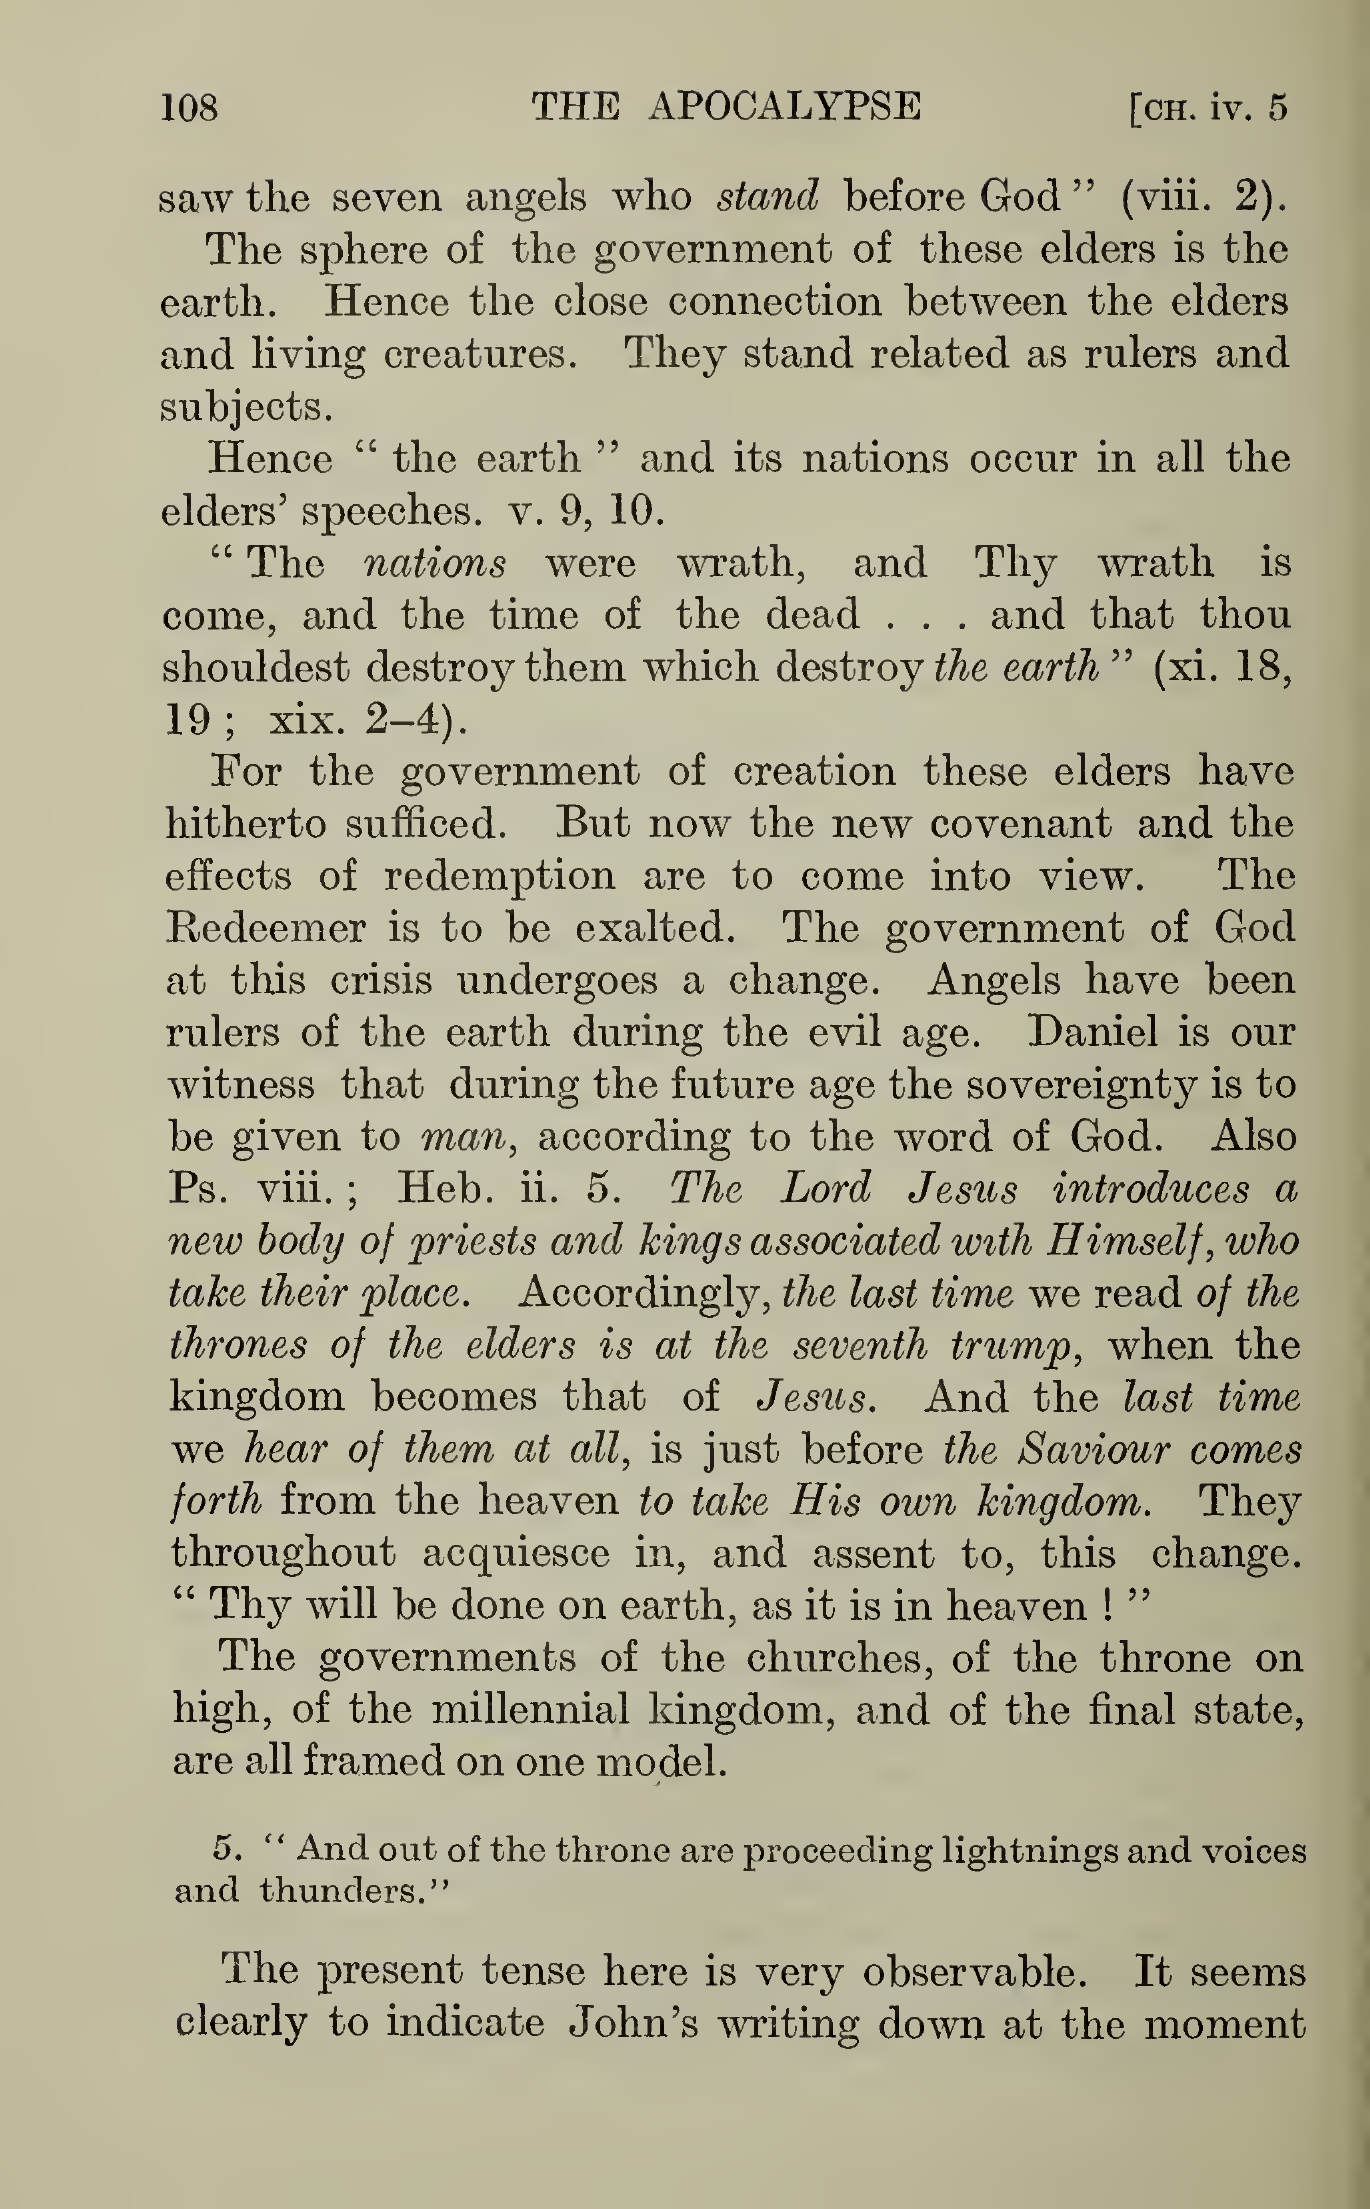 108 THE APOCALYPSE [CH. iv. 5
saw the seven angels who stand before God” (viii. 2).
The sphere of the government of these elders is the
earth. Hence the close connection between the elders
and living creatures. They stand related as rulers and
subjects.
Hence “ the earth ” and its nations occur in all the
elders’ speeches. v. 9, 10.
“ The nations were wrath, and Thy wrath is
come, and the time of the dead . . . and that thou
shouldest destroy them which destroy the earth ” (xi. 18,
19 ; xix. 2–4).
For the government of creation these elders have
hitherto sufficed. But now the new covenant and the
effects of redemption are to come into view. The
Redeemer is to be exalted. The government of God
at this crisis undergoes a change. Angels have been
rulers of the earth during the evil age. Daniel is our
witness that during the future age the sovereignty is to
be given to man, according to the word of God. Also
Ps. viii. ; Heb. ii. 5. The Lord Jesus introduces a
new body of priests and kings associated with Himself, who
take their place. Accordingly, the last time we read of the
thrones of the elders is at the seventh trump, when the
kingdom becomes that of Jesus. And the last time
we hear of them at all, is just before the Saviour comes
forth from the heaven to take His own kingdom. They
throughout acquiesce in, and assent to, this change.
“ Thy will be done on earth, as it is in heaven ! ”
The governments of the churches, of the throne on
high, of the millennial kingdom, and of the final state,
are all framed on one model.
5. “ And out of the throne are proceeding lightnings and voices
and thunders.”
The present tense here is very observable. It seems
clearly to indicate John’s writing down at the moment